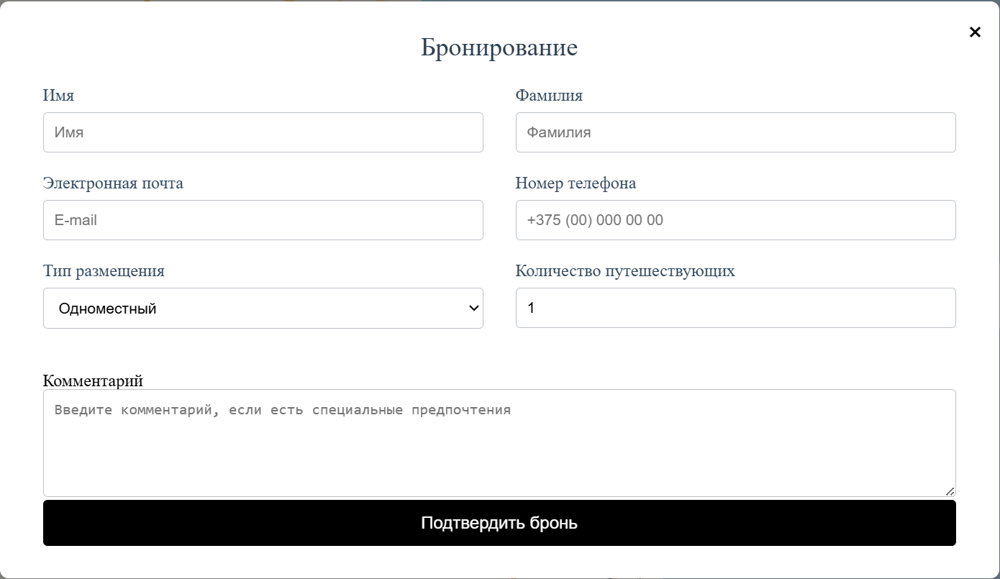 Бронирование
Имя
Фамилия
Имя
Фамилия
Электронная почта
Номер телефона
E-mail
+375 (00) 000 00 00
Тип размещения
Количество путешествующих
Одноместный
1
Комментарий
Введите комментарий, если есть специальные предпочтения
Подтвердить бронь